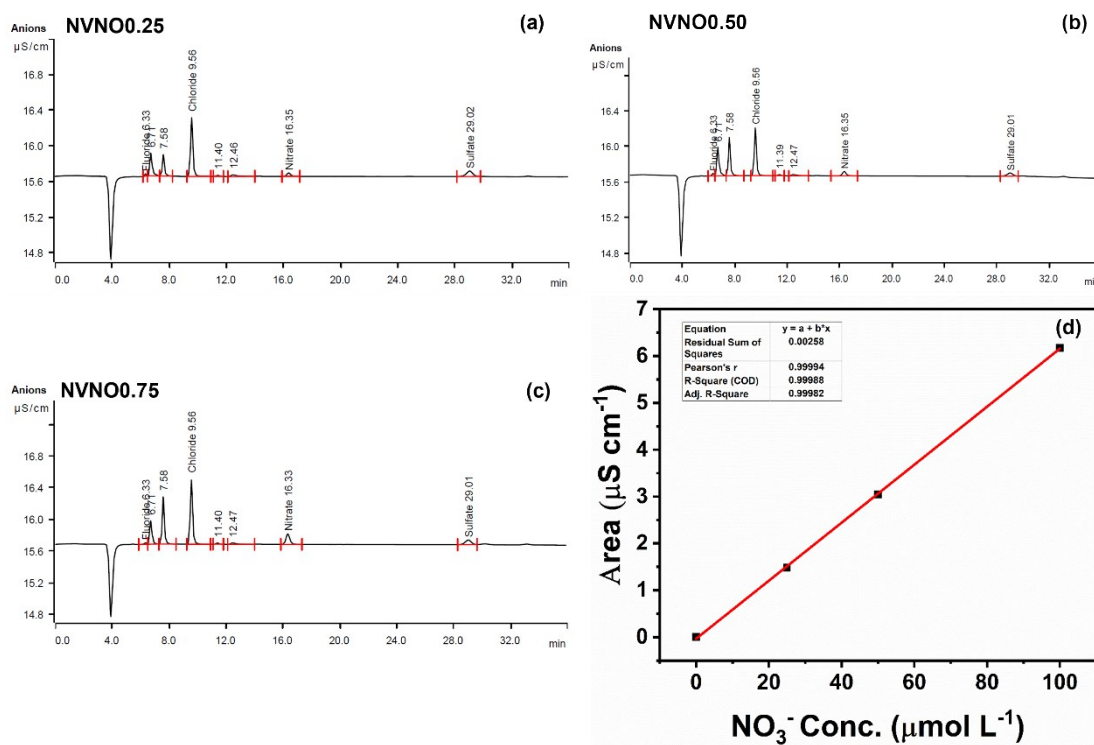 NVNO0.25
(a)
Anions
µS/cm
16.8
16.4
16.0
15.6
15.2
14.8
Fluoride 6.33
6.71
7.58
Chloride 9.56
11.40
12.46
Nitrate 16.35
Sulfate 29.02
0.0 4.0 8.0 12.0 16.0 20.0 24.0 28.0 32.0 min
NVNO0.50
(b)
Anions
µS/cm
16.8
16.4
16.0
15.6
15.2
14.8
Fluoride 6.33
6.71
7.58
Chloride 9.56
11.39
12.47
Nitrate 16.35
Sulfate 29.01
0.0 4.0 8.0 12.0 16.0 20.0 24.0 28.0 32.0 min
NVNO0.75
(c)
Anions
µS/cm
16.8
16.4
16.0
15.6
15.2
14.8
Fluoride 6.33
6.71
7.58
Chloride 9.56
11.40
12.47
Nitrate 16.33
Sulfate 29.01
0.0 4.0 8.0 12.0 16.0 20.0 24.0 28.0 32.0 min
(d)
Equation y = a + b*x
Residual Sum of Squares 0.00258
Pearson's r 0.99994
R-Square (COD) 0.99988
Adj. R-Square 0.99982
7
6
5
4
3
2
1
0
Area (µS cm⁻¹)
0 20 40 60 80 100
NO₃⁻ Conc. (µmol L⁻¹)